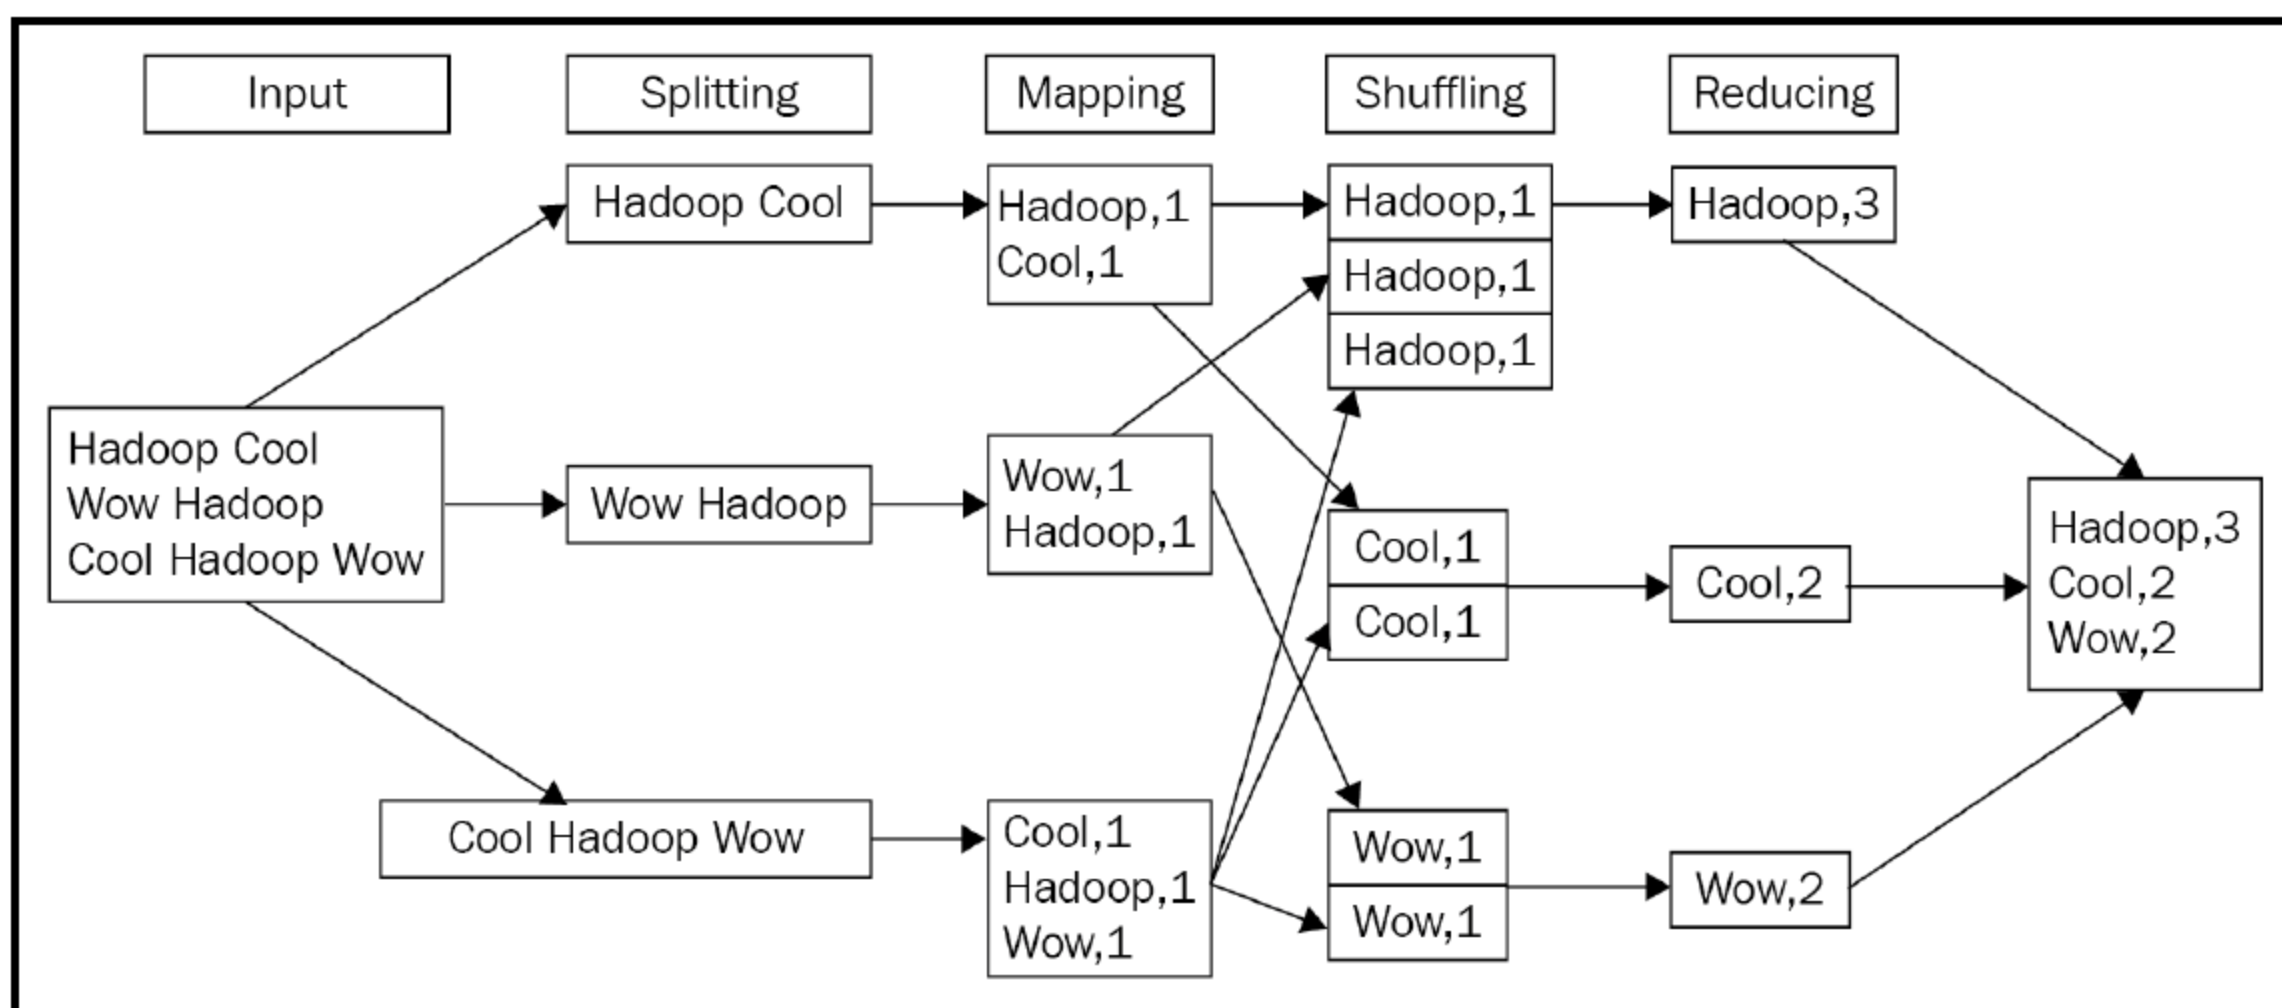 Input
Splitting
Mapping
Shuffling
Reducing
Hadoop Cool
Wow Hadoop
Cool Hadoop Wow
Hadoop Cool
Wow Hadoop
Cool Hadoop Wow
Hadoop,1
Cool,1
Wow,1
Hadoop,1
Cool,1
Hadoop,1
Wow,1
Hadoop,1
Hadoop,1
Hadoop,1
Cool,1
Cool,1
Wow,1
Wow,1
Hadoop,3
Cool,2
Wow,2
Hadoop,3
Cool,2
Wow,2